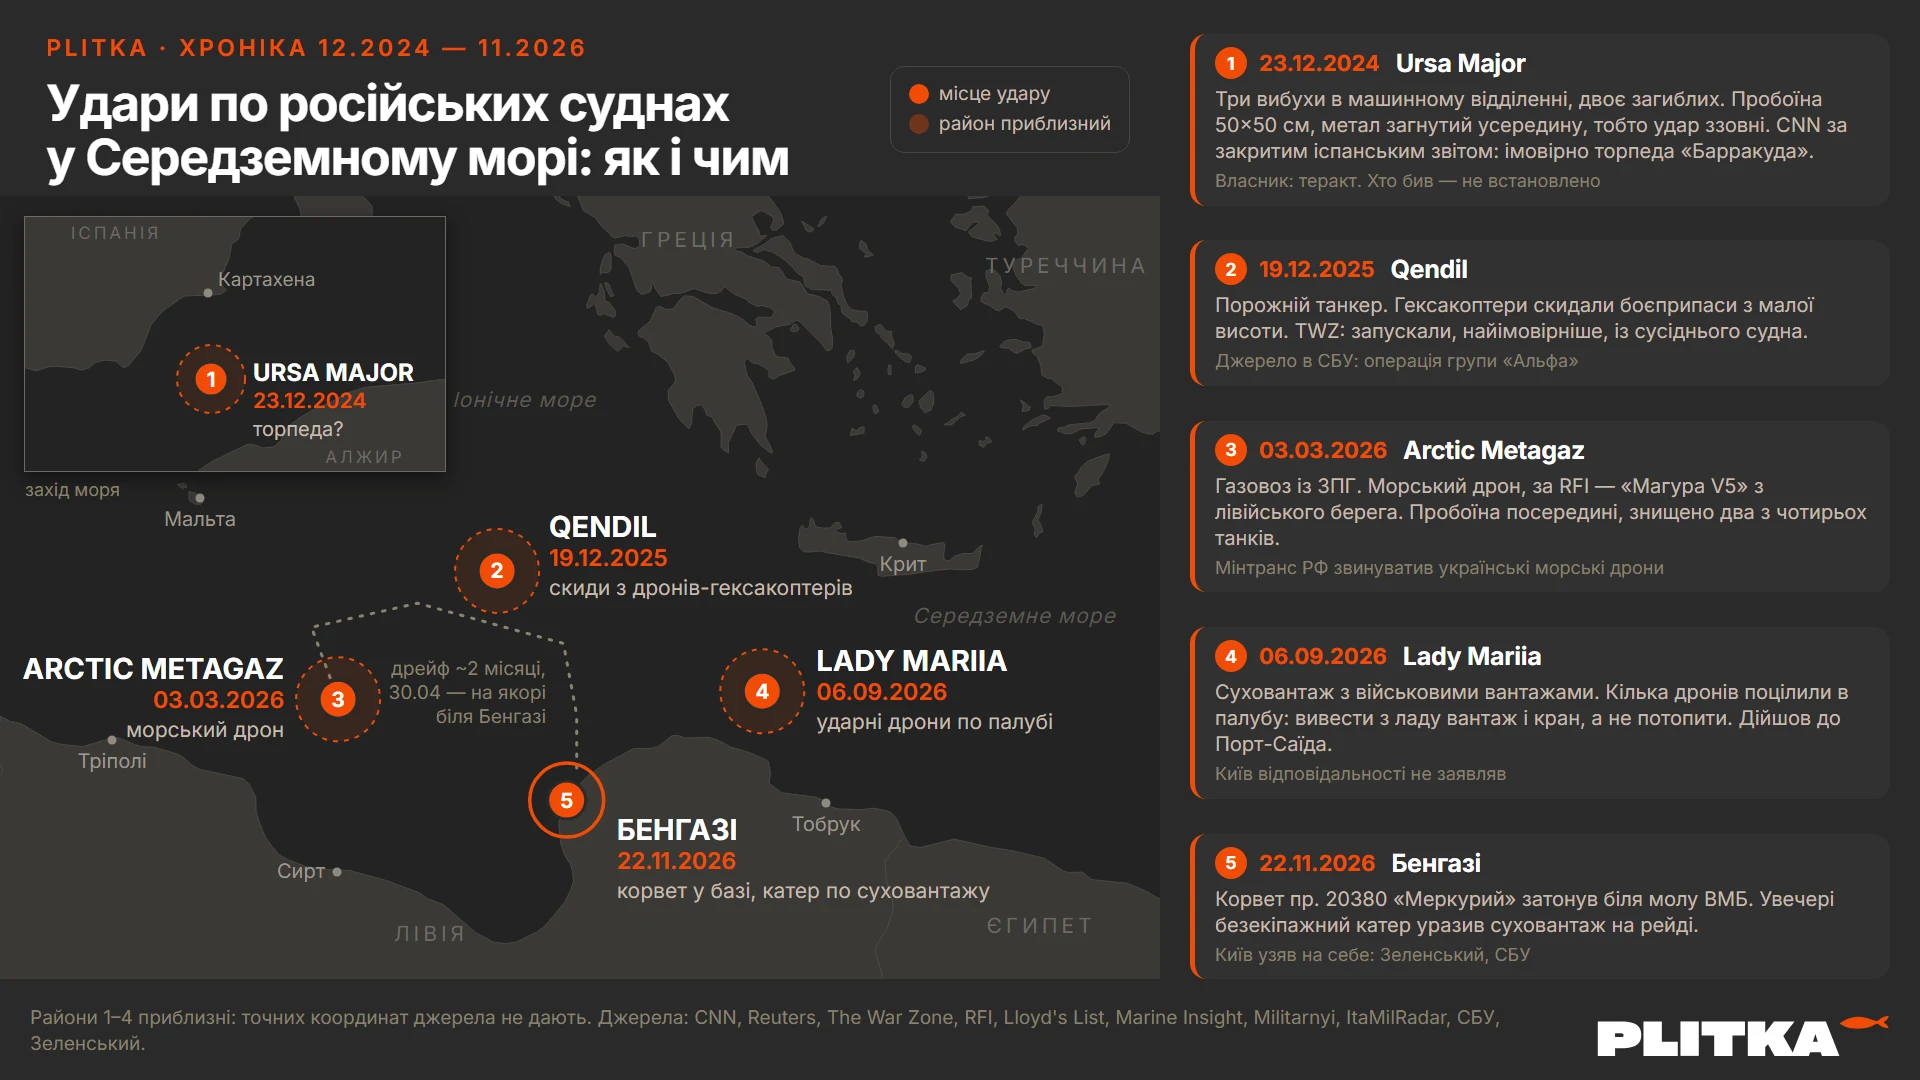 PLITKA · ХРОНІКА 12.2024 — 11.2026
Удари по російських суднах
у Середземному морі: як і чим
місце удару
район приблизний
ІСПАНІЯ
Картахена
1
URSA MAJOR
23.12.2024
торпеда?
АЛЖИР
захід моря
Мальта
Іонічне море
ГРЕЦІЯ
ТУРЕЧЧИНА
2
QENDIL
19.12.2025
скиди з дронів-гексакоптерів
Крит
Середземне море
ARCTIC METAGAZ
03.03.2026
морський дрон
3
дрейф ~2 місяці,
30.04 — на якорі
біля Бенгазі
4
LADY MARIIA
06.09.2026
ударні дрони по палубі
Тріполі
5
БЕНГАЗІ
22.11.2026
корвет у базі, катер по суховантажу
Тобрук
Сирт
ЛІВІЯ
ЄГИПЕТ
1 23.12.2024 Ursa Major
Три вибухи в машинному відділенні, двоє загиблих. Пробоїна
50×50 см, метал загнутий усередину, тобто удар ззовні. CNN за
закритим іспанським звітом: імовірно торпеда «Барракуда».
Власник: теракт. Хто бив — не встановлено
2 19.12.2025 Qendil
Порожній танкер. Гексакоптери скидали боєприпаси з малої
висоти. TWZ: запускали, найімовірніше, із сусіднього судна.
Джерело в СБУ: операція групи «Альфа»
3 03.03.2026 Arctic Metagaz
Газовоз із ЗПГ. Морський дрон, за RFI — «Магура V5» з
лівійського берега. Пробоїна посередині, знищено два з чотирьох
танків.
Мінтранс РФ звинуватив українські морські дрони
4 06.09.2026 Lady Mariia
Суховантаж з військовими вантажами. Кілька дронів поцілили в
палубу: вивести з ладу вантаж і кран, а не потопити. Дійшов до
Порт-Саїда.
Київ відповідальності не заявляв
5 22.11.2026 Бенгазі
Корвет пр. 20380 «Меркурий» затонув біля молу ВМБ. Увечері
безекіпажний катер уразив суховантаж на рейді.
Київ узяв на себе: Зеленський, СБУ
Райони 1–4 приблизні: точних координат джерела не дають. Джерела: CNN, Reuters, The War Zone, RFI, Lloyd's List, Marine Insight, Militarnyi, ItaMilRadar, СБУ,
Зеленський.
PLITKA